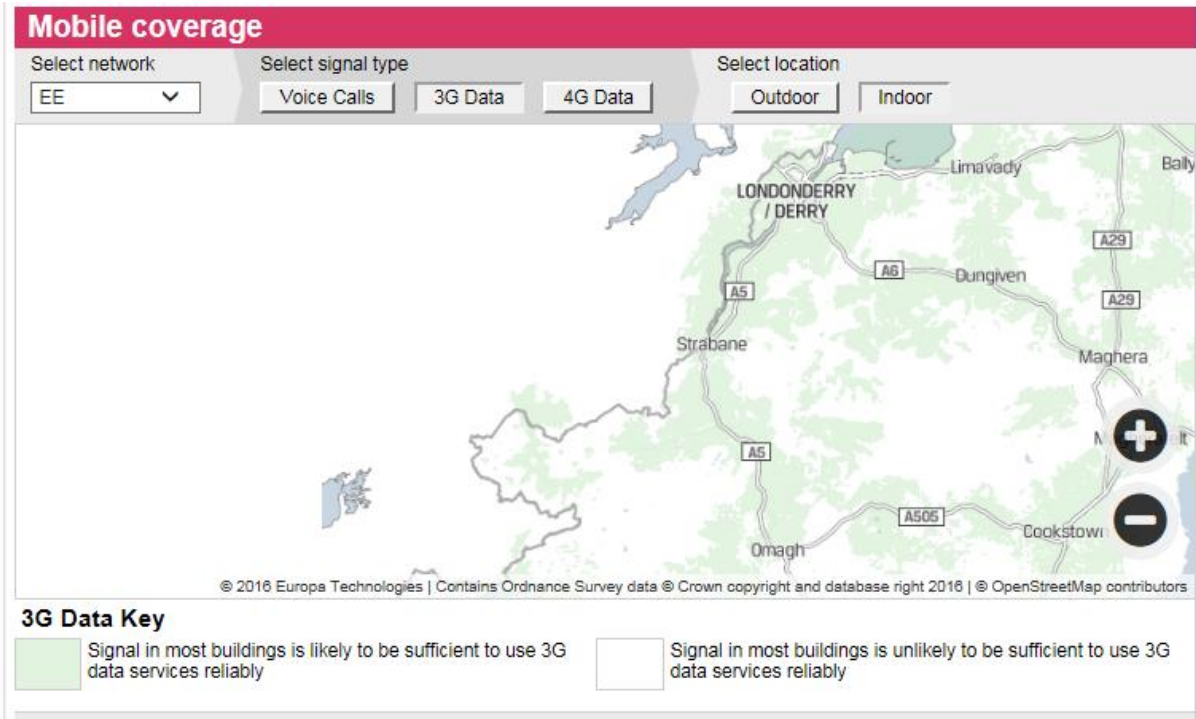 Mobile coverage
Select network
Select signal type
Select location
EE
Voice Calls
3G Data
4G Data
Outdoor
Indoor
Limavady
Bally
LONDONDERRY
/ DERRY
A29
A6
Dungiven
A5
A29
Strabane
Maghera
A5
A505
Cookstown
Omagh
© 2016 Europa Technologies | Contains Ordnance Survey data © Crown copyright and database right 2016 | © OpenStreetMap contributors
3G Data Key
Signal in most buildings is likely to be sufficient to use 3G
data services reliably
Signal in most buildings is unlikely to be sufficient to use 3G
data services reliably